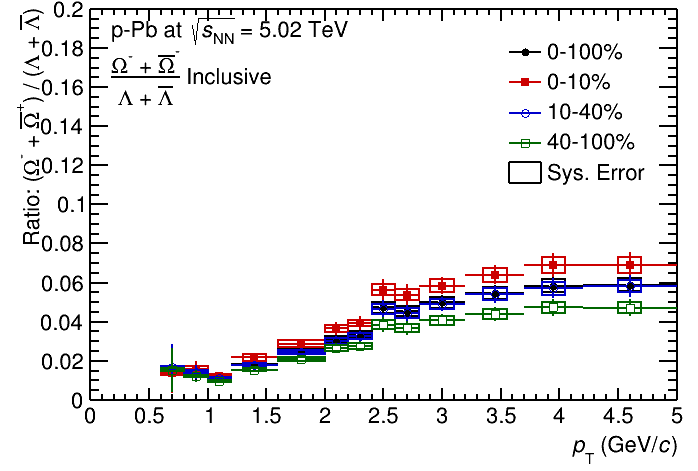 0.2
0.18
0.16
0.14
0.12
0.1
0.08
0.06
0.04
0.02
0
Ratio: (Ω⁻ + Ω̅⁺) / (Λ + Λ̅)
p-Pb at √s_NN = 5.02 TeV
Ω⁻ + Ω̅⁻
Λ + Λ̅
Inclusive
0-100%
0-10%
10-40%
40-100%
Sys. Error
0 0.5 1 1.5 2 2.5 3 3.5 4 4.5 5
p_T (GeV/c)